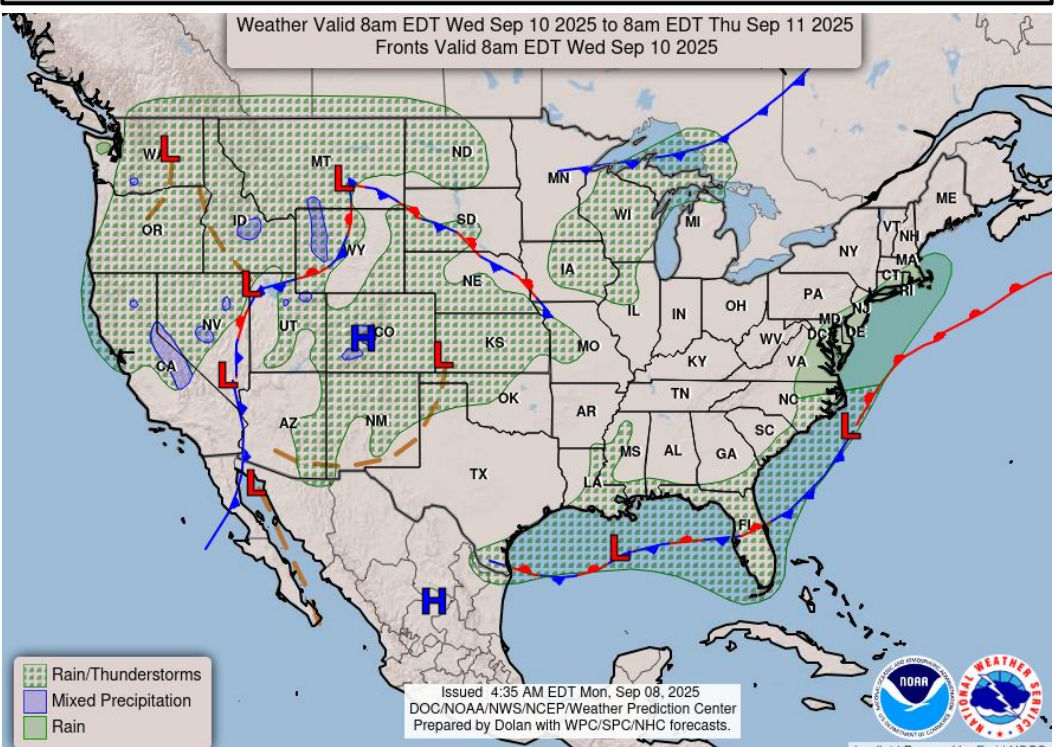 Weather Valid 8am EDT Wed Sep 10 2025 to 8am EDT Thu Sep 11 2025
Fronts Valid 8am EDT Wed Sep 10 2025
WA
MT
ND
MN
ME
OR
ID
WY
SD
WI
MI
VT
NH
NY
MA
CT
RI
NE
IA
PA
NJ
NV
UT
CO
IL
IN
OH
MD
DE
DC
WV
VA
CA
KS
MO
KY
AZ
NM
OK
AR
TN
NC
SC
TX
LA
MS
AL
GA
FL
L
L
L
L
L
L
L
L
H
H
Rain/Thunderstorms
Mixed Precipitation
Rain
Issued 4:35 AM EDT Mon, Sep 08, 2025
DOC/NOAA/NWS/NCEP/Weather Prediction Center
Prepared by Dolan with WPC/SPC/NHC forecasts.
NOAA
NATIONAL WEATHER SERVICE